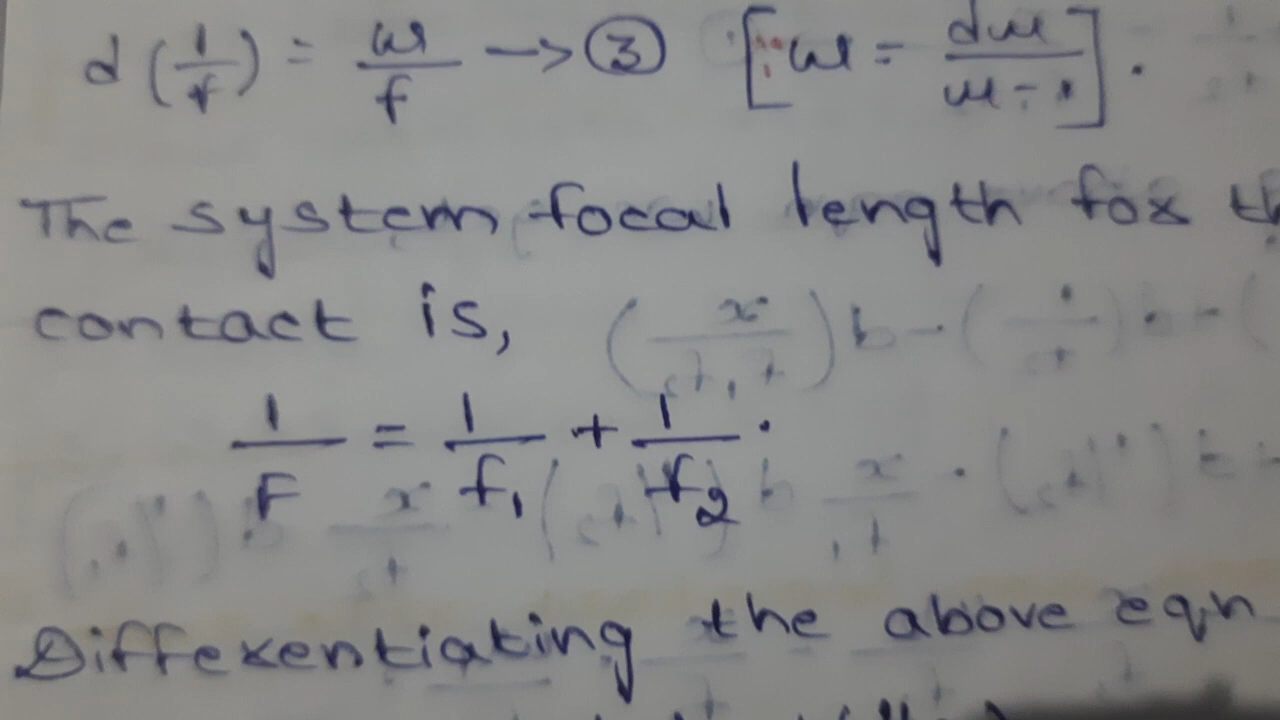 d(1/f) = ω/f → ③ [∵ ω = dμ/μ-1].
The system focal length for
contact is,
1/F = 1/f₁ + 1/f₂.
Differentiating the above eqn